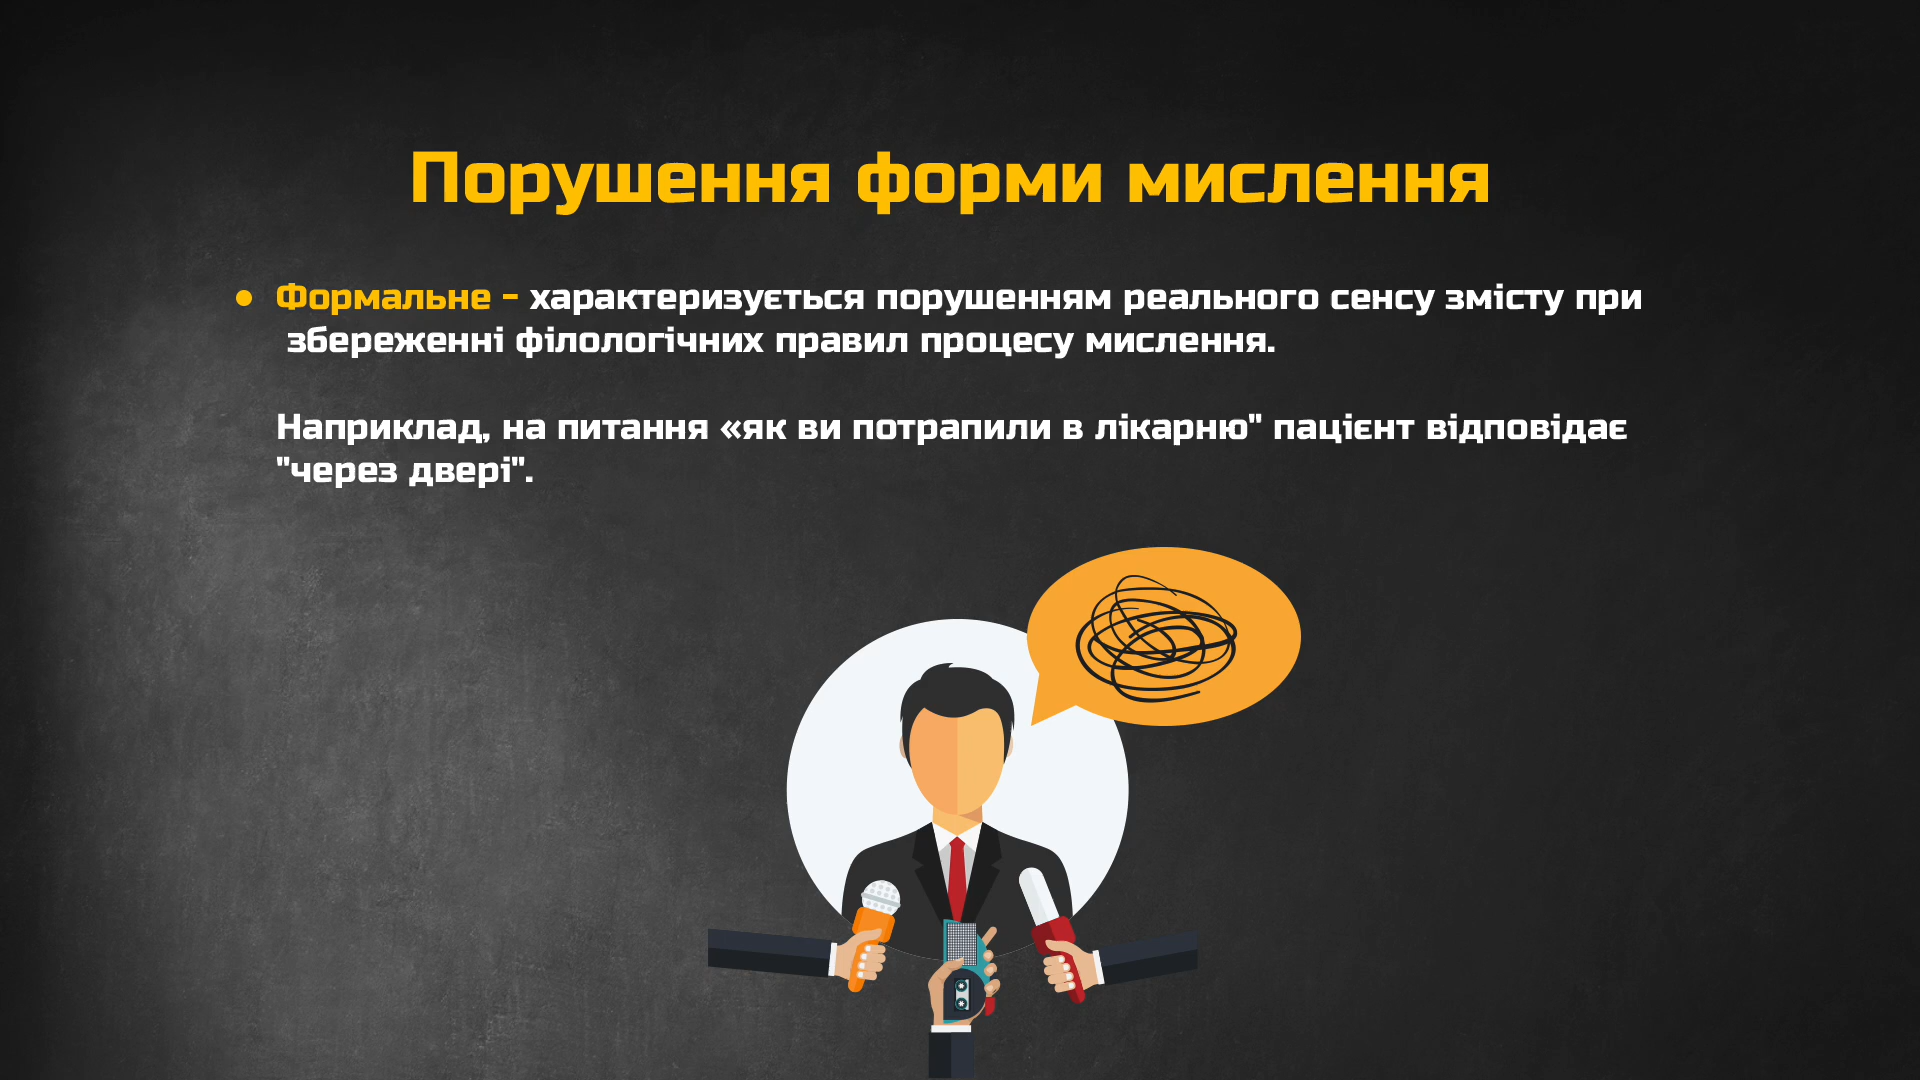 Порушення форми мислення
• Формальне - характеризується порушенням реального сенсу змісту при
збереженні філологічних правил процесу мислення.
Наприклад, на питання «як ви потрапили в лікарню" пацієнт відповідає
"через двері".